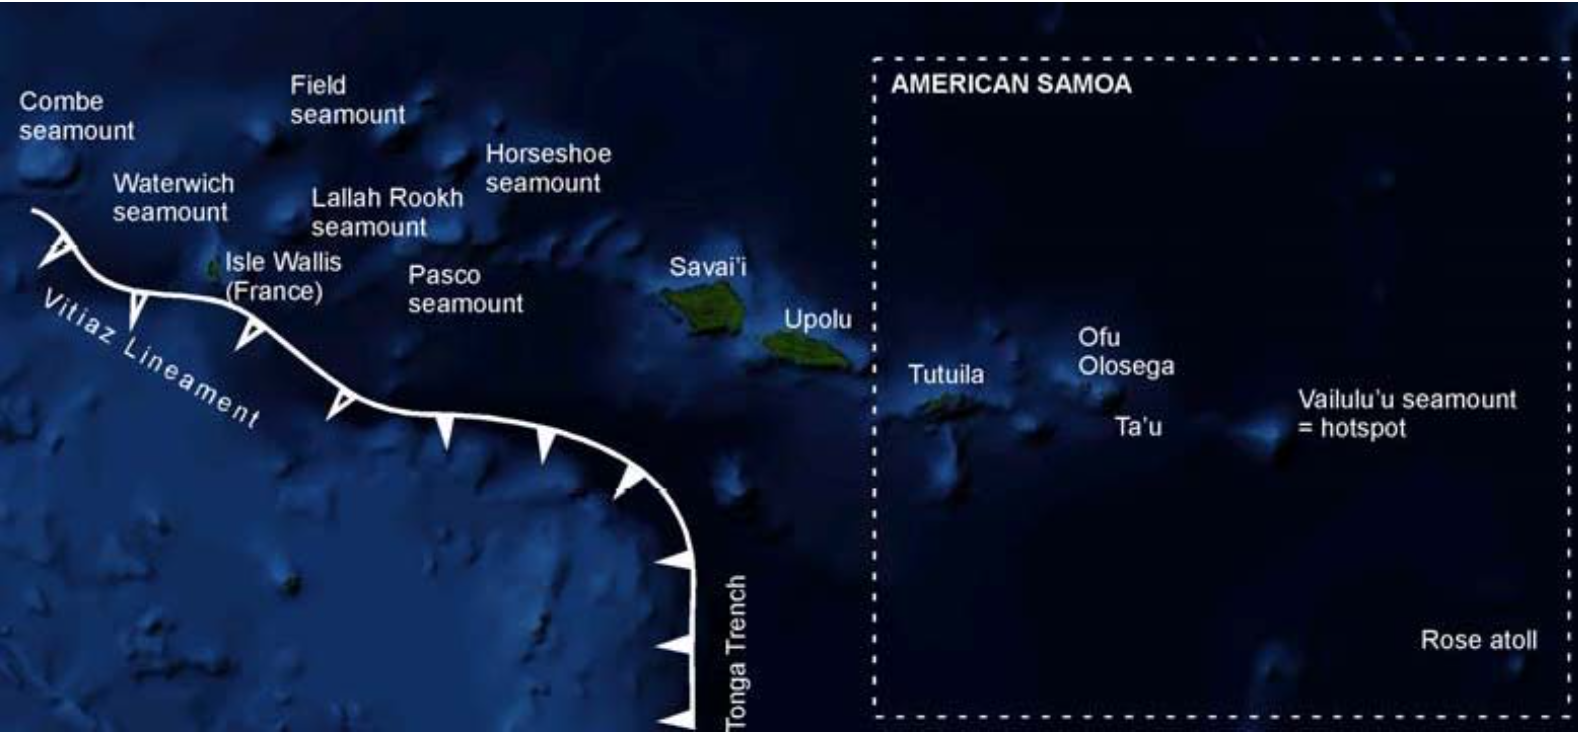 AMERICAN SAMOA
Field
seamount
Combe
seamount
Horseshoe
seamount
Waterwich
seamount
Lallah Rookh
seamount
Isle Wallis
(France)
Pasco
seamount
Savai'i
Upolu
Vitiaz Lineament
Tutuila
Ofu
Olosega
Ta'u
Vailulu'u seamount
= hotspot
Tonga Trench
Rose atoll